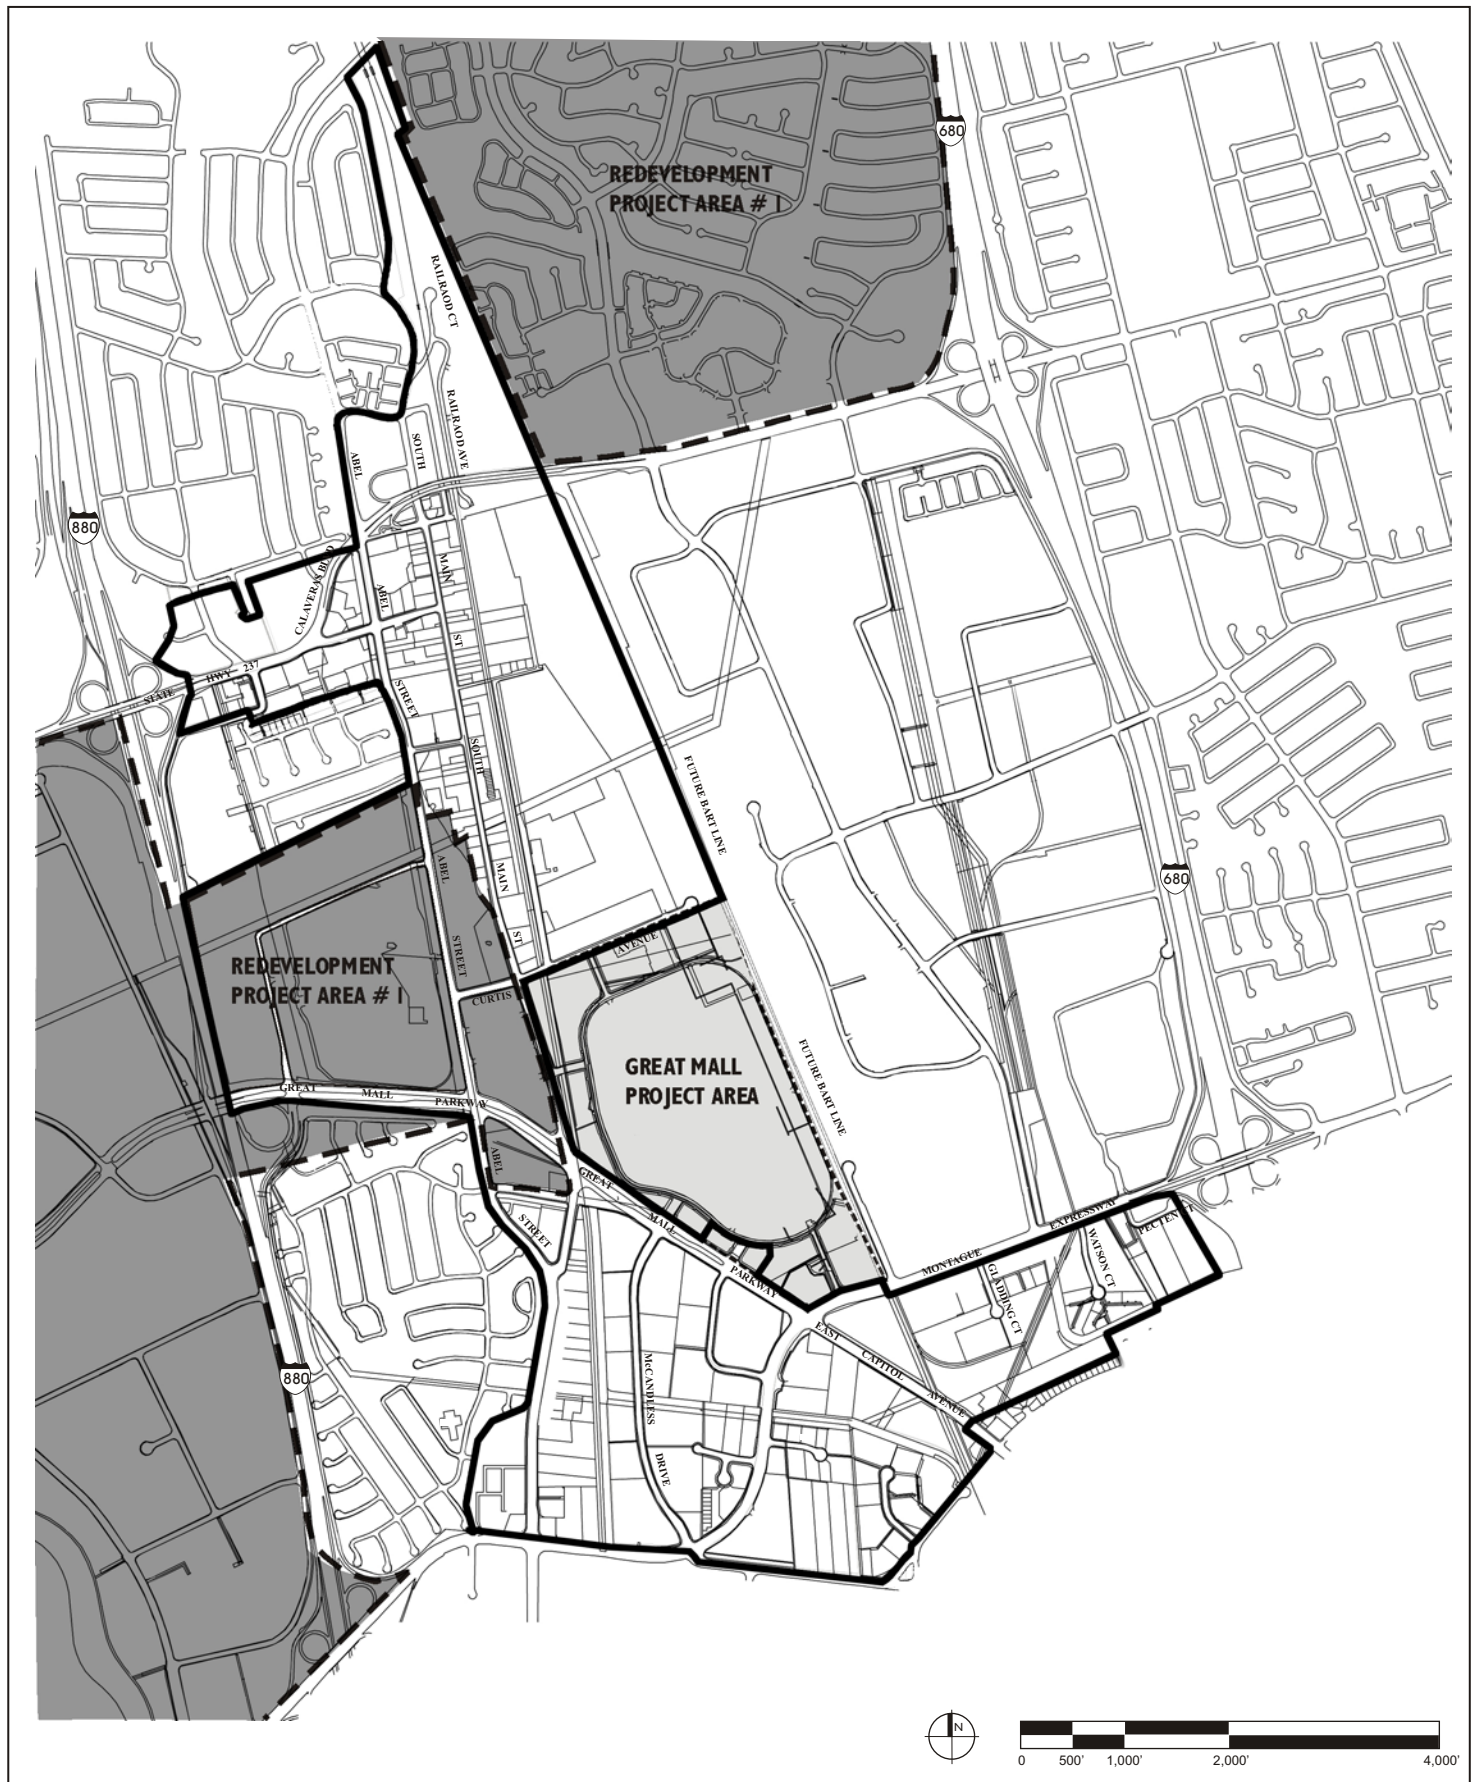 680
REDEVELOPMENT
PROJECT AREA # 1
RAILRAOD CT
RAILRAOD AVE
SOUTH
ABEL
880
CALAVERAS BLVD
MAIN
ABEL
ST
STATE HWY 237
STREET
SOUTH
FUTURE BART LINE
ABEL
MAIN
680
STREET
ST
AVENUE
REDEVELOPMENT
PROJECT AREA # 1
CURTIS
GREAT MALL
PROJECT AREA
FUTURE BART LINE
GREAT MALL PARKWAY
ABEL
STREET
GREAT MALL PARKWAY
MONTAGUE EXPRESSWAY
PECTEN CT
WATSON CT
GLADDING CT
EAST CAPITOL AVENUE
880
McCANDLESS DRIVE
N
0 500' 1,000' 2,000' 4,000'